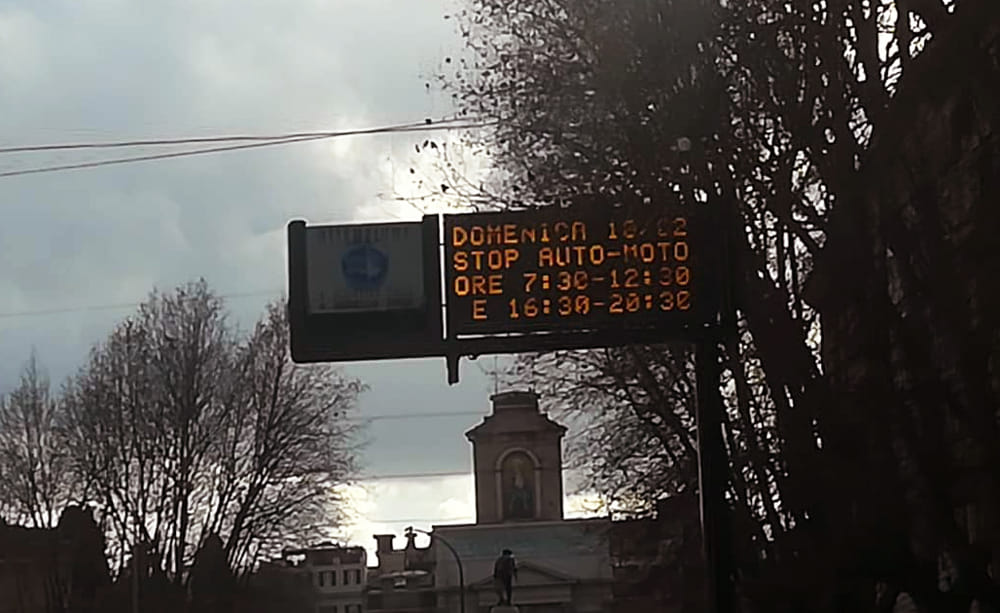 DOMENICA 18/02
STOP AUTO-MOTO
ORE 7:30-12:30
E 16:30-20:30